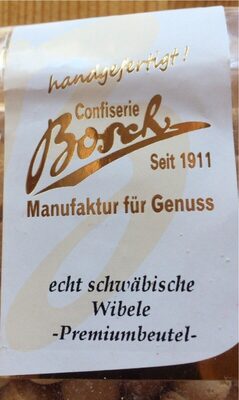 handgefertigt!
Confiserie
Bosch
Seit 1911
Manufaktur für Genuss
echt schwäbische
Wibele
-Premiumbeutel-